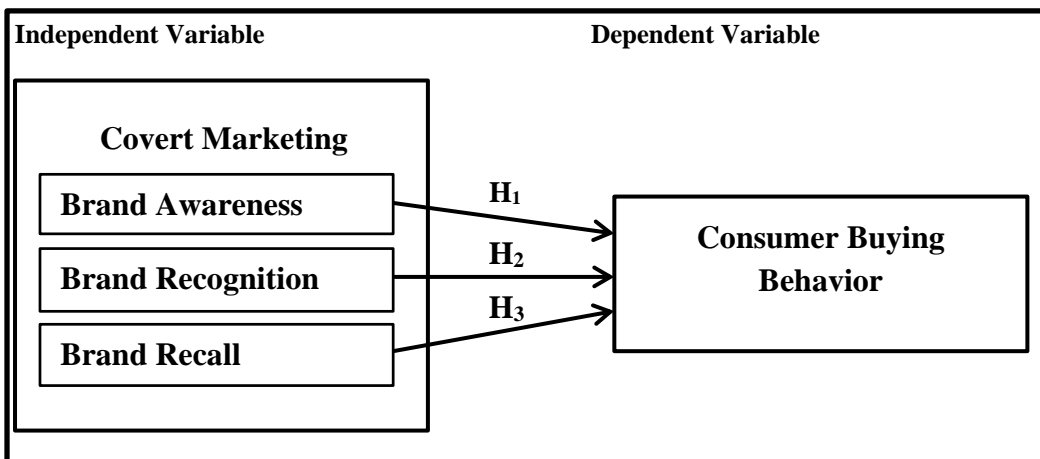 Independent Variable
Dependent Variable
Covert Marketing
Brand Awareness
Brand Recognition
Brand Recall
H₁
H₂
H₃
Consumer Buying
Behavior